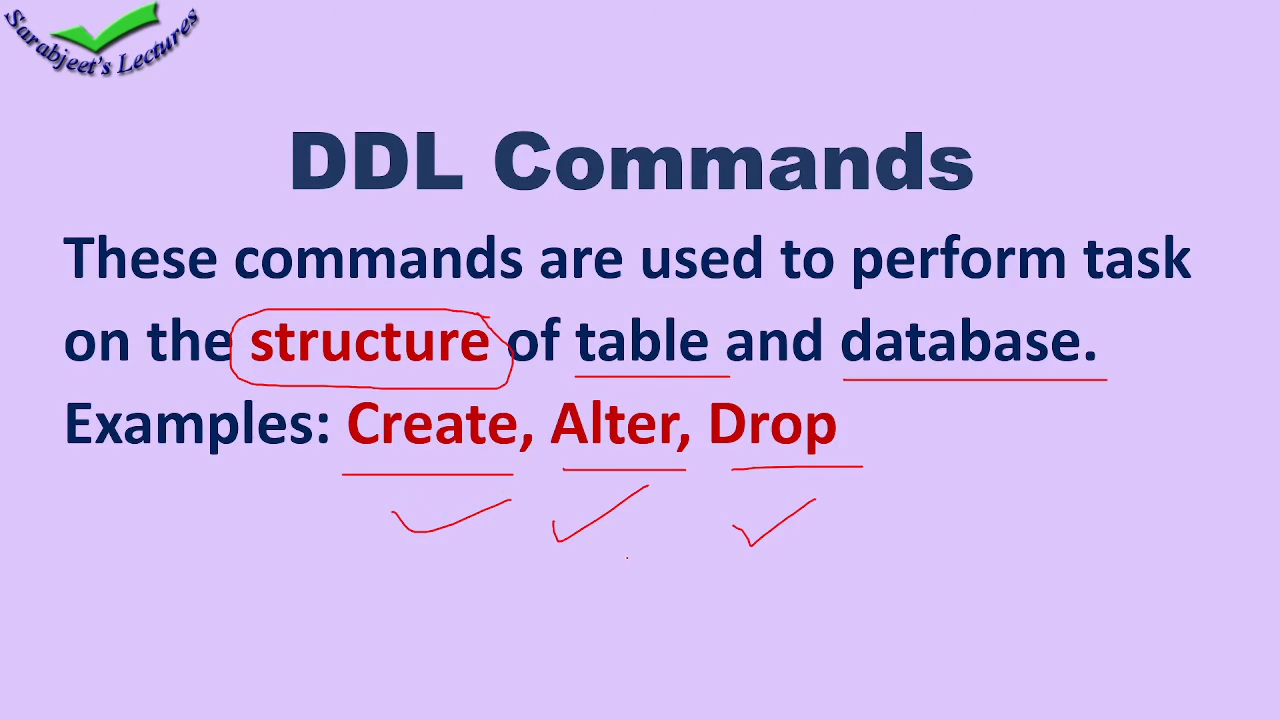 Sarabjeet's Lectures
DDL Commands
These commands are used to perform task
on the structure of table and database.
Examples: Create, Alter, Drop